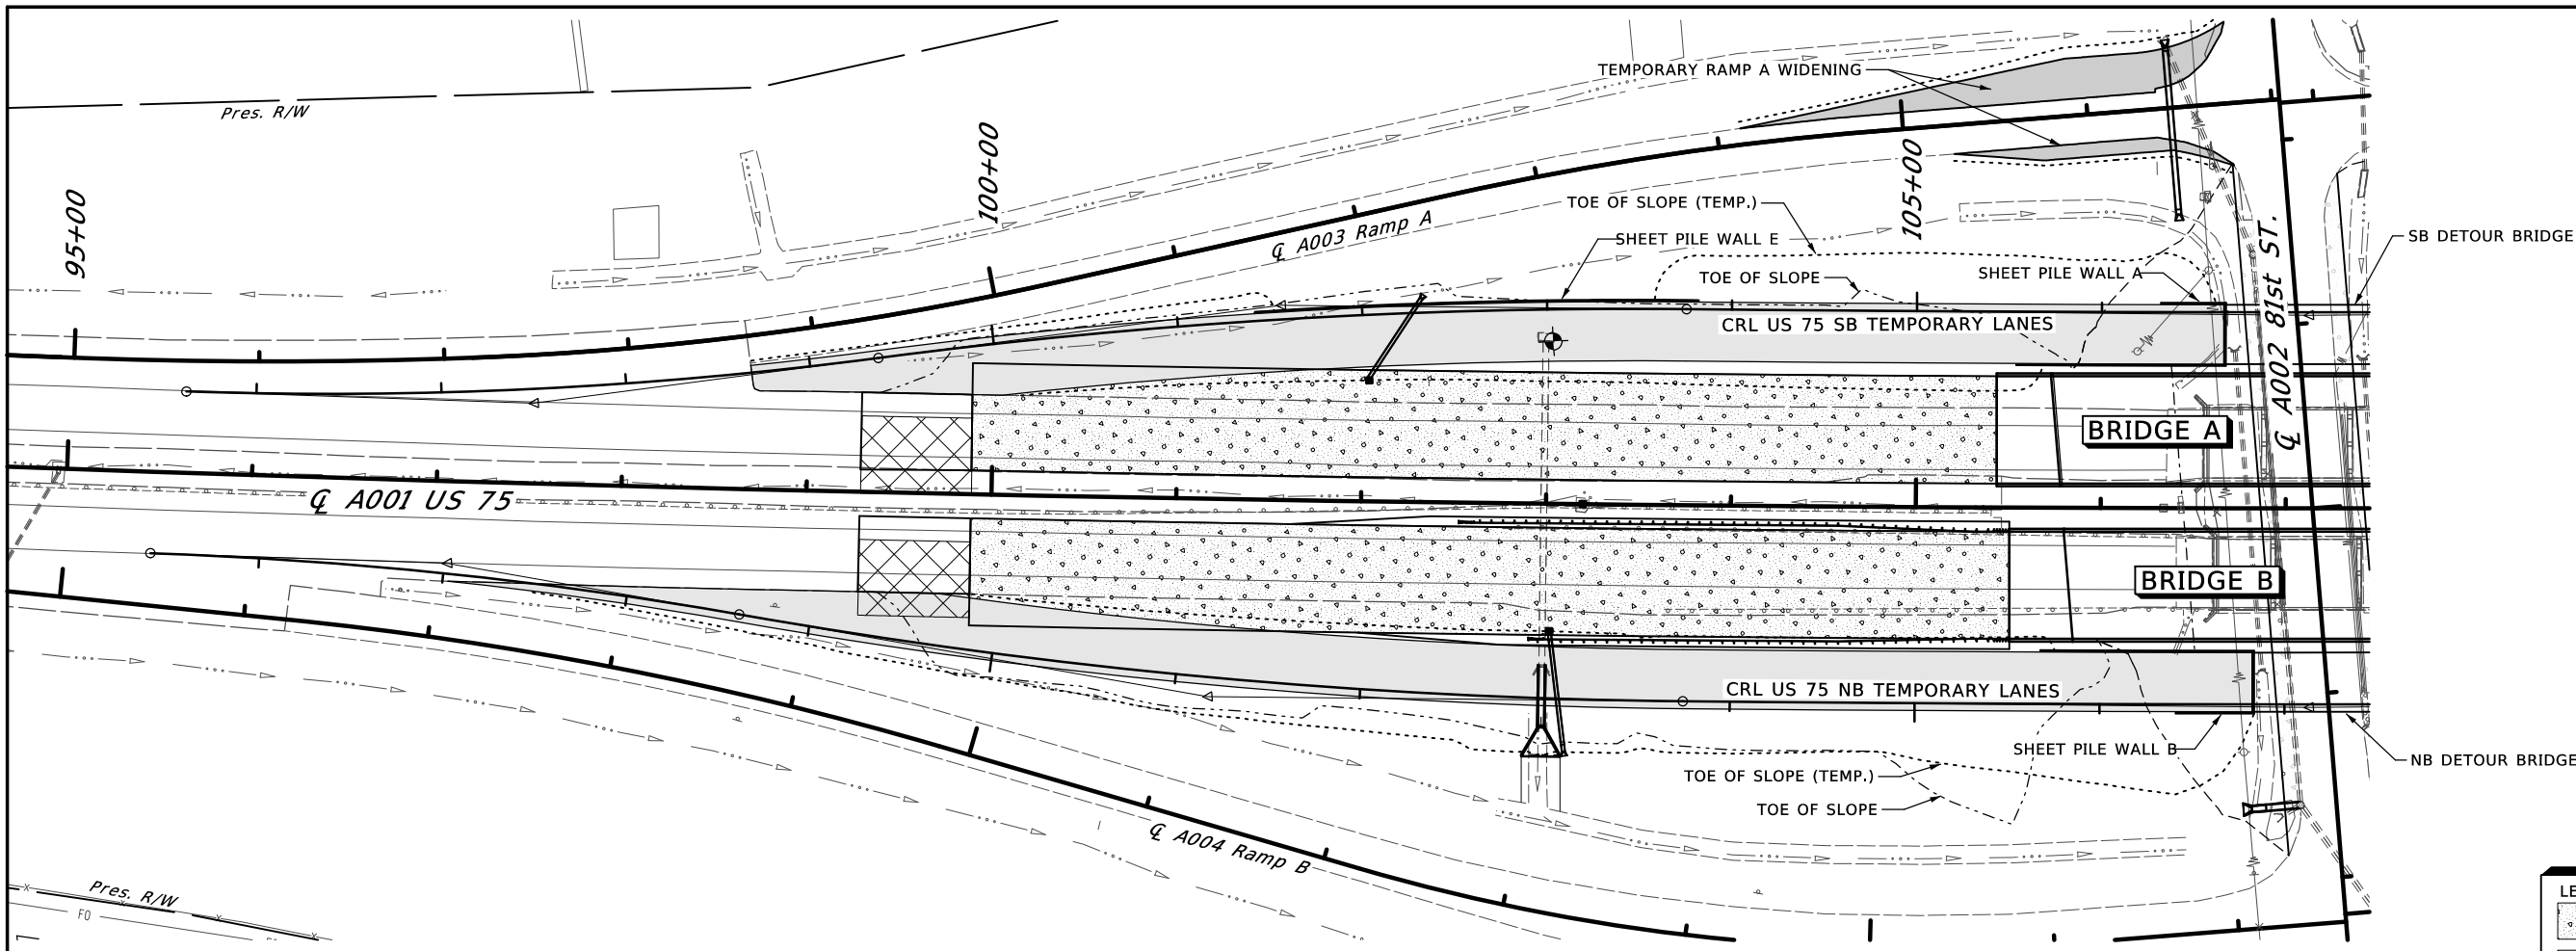 TEMPORARY RAMP A WIDENING
Pres. R/W
95+00
100+00
105+00
TOE OF SLOPE (TEMP.)
℄ A003 Ramp A
SHEET PILE WALL E
SB DETOUR BRIDGE
TOE OF SLOPE
SHEET PILE WALL A
CRL US 75 SB TEMPORARY LANES
℄ A002 81st ST.
BRIDGE A
℄ A001 US 75
BRIDGE B
CRL US 75 NB TEMPORARY LANES
SHEET PILE WALL B
NB DETOUR BRIDGE
TOE OF SLOPE (TEMP.)
TOE OF SLOPE
℄ A004 Ramp B
Pres. R/W
FO
LE